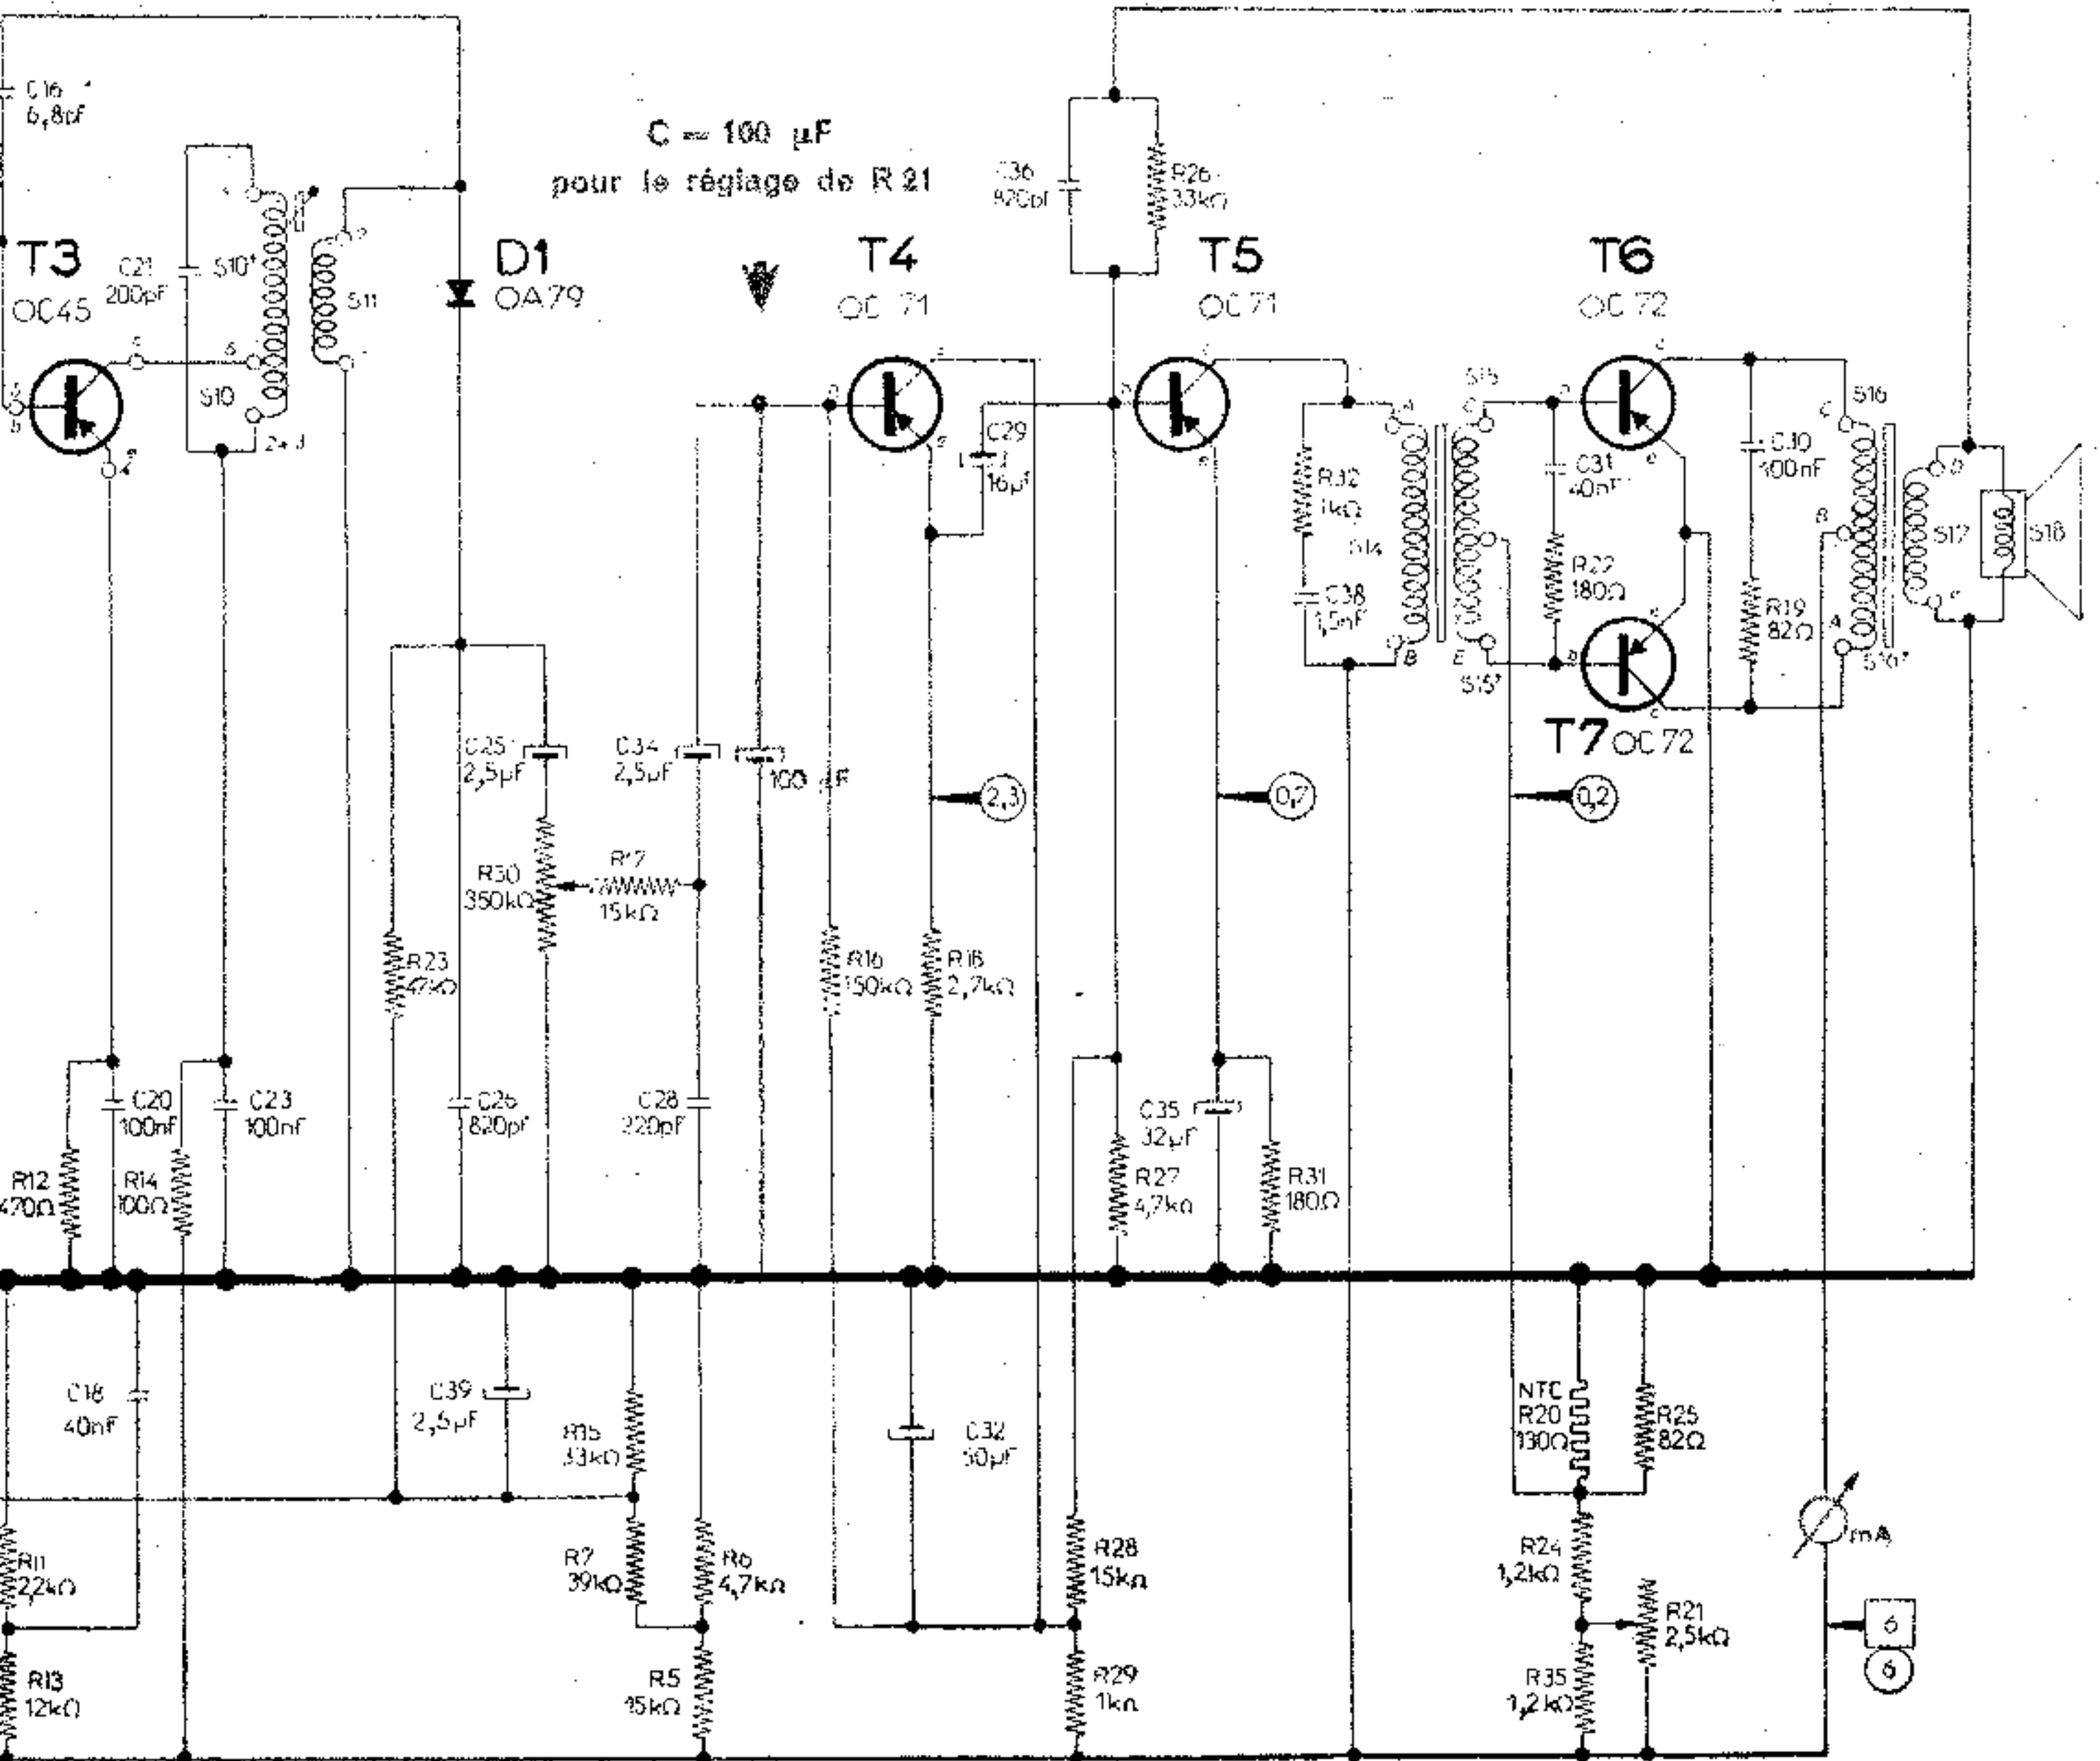 C16
6,8pf
C = 100 µF
pour le réglage de R 21
T3
OC45
C21
200pF
S10'
S10
S11
D1
OA79
T4
OC 71
R26
33kΩ
T5
OC71
T6
OC 72
C29
16µF
R32
1kΩ
S14
C38
1,5nF
S15
S15'
C31
40nF
R22
180Ω
C30
100nF
R19
82Ω
S16
S16'
S17
S18
T7 OC 72
C25
2,5µF
C34
2,5µF
100 µF
2,3
0,7
0,2
R30
350kΩ
R17
15kΩ
R23
47kΩ
R16
150kΩ
R18
2,7kΩ
C20
100nf
C23
100nf
C26
820pf
C28
220pF
C35
32µF
R12
470Ω
R14
100Ω
R27
4,7kΩ
R31
180Ω
C18
40nF
C39
2,5µF
R15
33kΩ
C32
50µF
NTC
R20
130Ω
R25
82Ω
R11
2,2kΩ
R7
39kΩ
R6
4,7kΩ
R28
15kΩ
R24
1,2kΩ
mA
R21
2,5kΩ
6
6
R13
12kΩ
R5
15kΩ
R29
1kΩ
R35
1,2kΩ